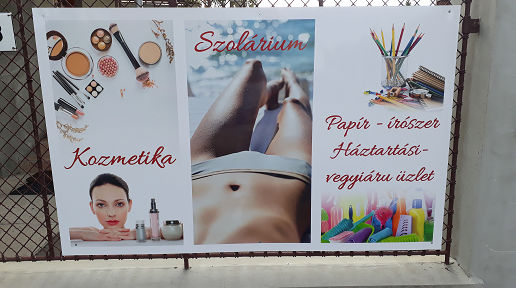 Kozmetika
Szolárium
Papír - írószer
Háztartási-
vegyiáru üzlet